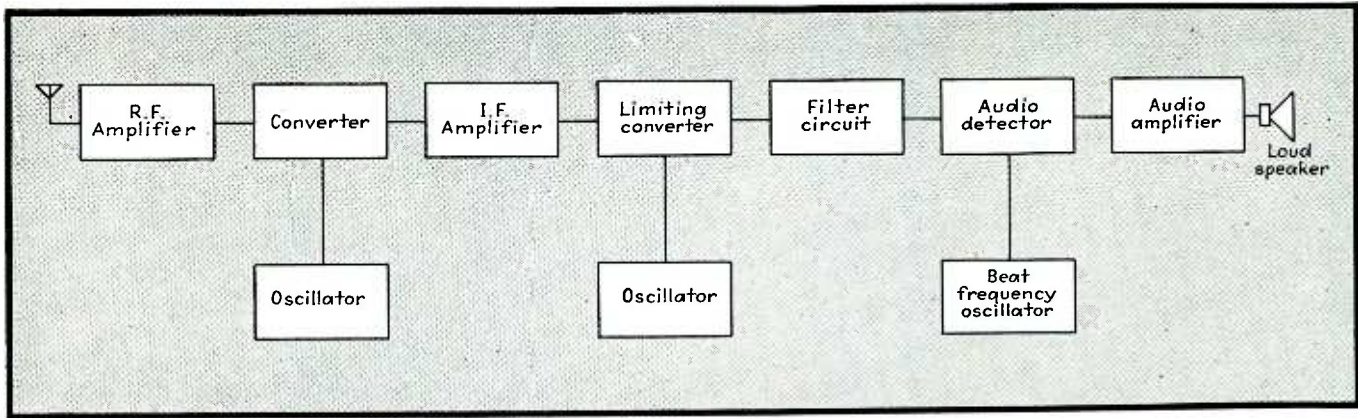 R.F.
Amplifier
Converter
I.F.
Amplifier
Limiting
converter
Filter
circuit
Audio
detector
Audio
amplifier
Loud
speaker
Oscillator
Oscillator
Beat
frequency
oscillator